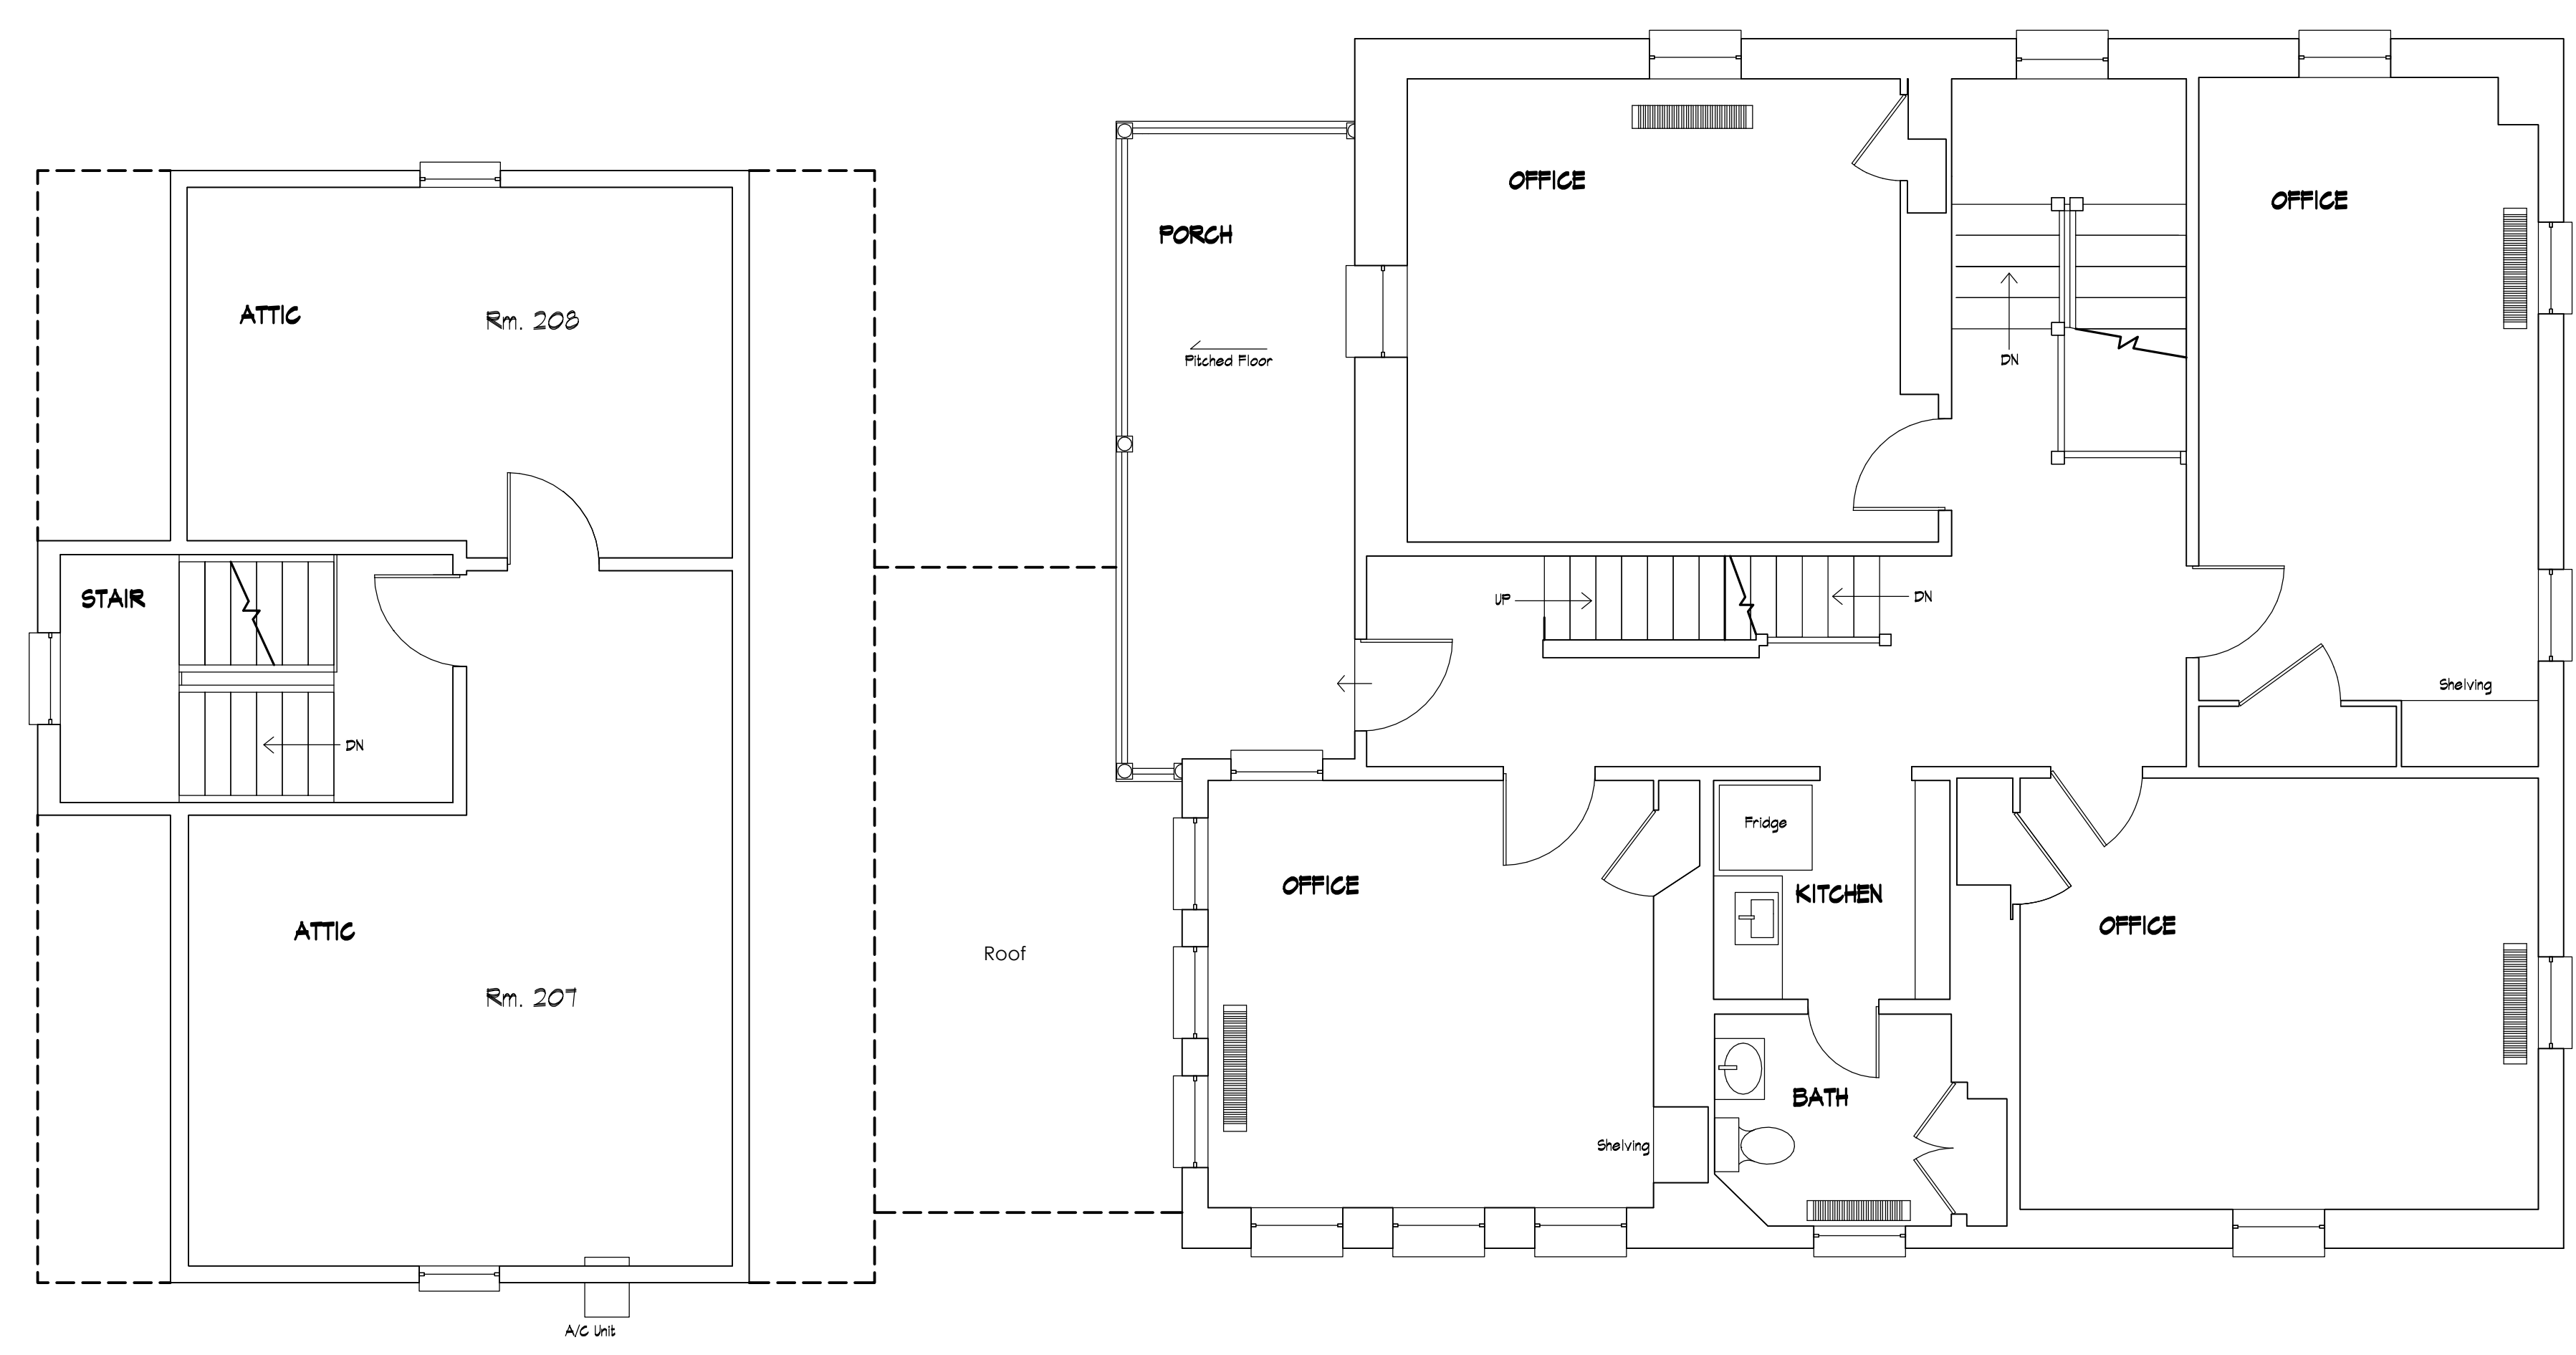 OFFICE
OFFICE
PORCH
ATTIC
Rm. 208
Pitched Floor
DN
STAIR
UP
DN
Shelving
DN
Fridge
OFFICE
KITCHEN
OFFICE
ATTIC
Roof
Rm. 207
BATH
Shelving
A/C Unit